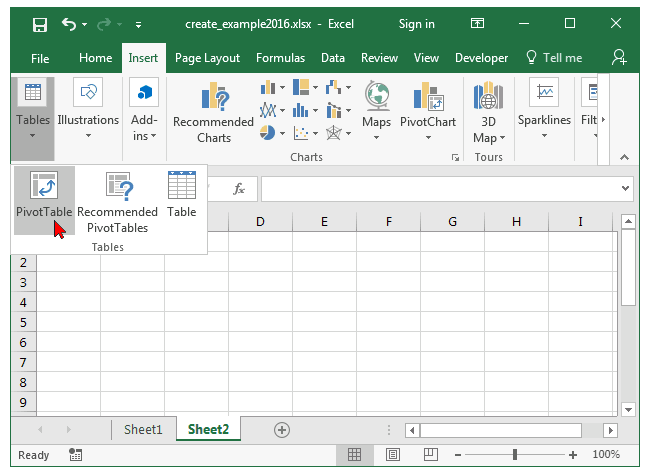 create_example2016.xlsx - Excel Sign in
File Home Insert Page Layout Formulas Data Review View Developer Tell me
Tables Illustrations Add-ins Recommended Charts Maps PivotChart 3D Map Sparklines
Charts Tours
PivotTable Recommended PivotTables Table
Tables
fx
D E F G H I
2
3
4
5
6
7
8
9
Sheet1 Sheet2
Ready 100%